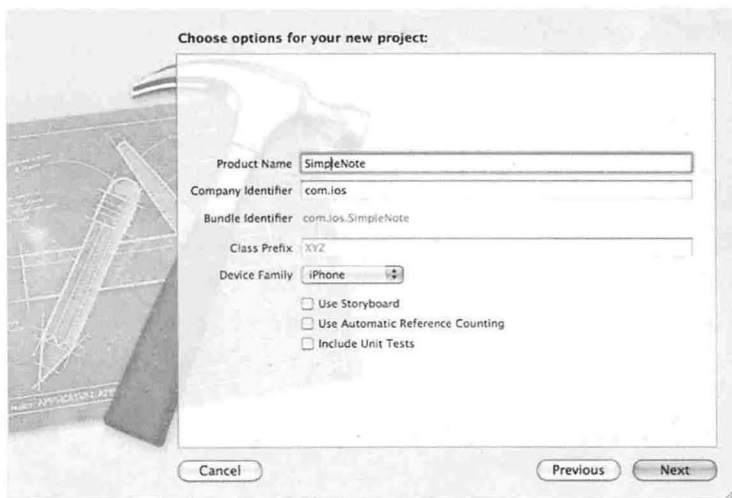 Choose options for your new project:
Product Name SimpleNote
Company Identifier com.ios
Bundle Identifier com.ios.SimpleNote
Class Prefix XYZ
Device Family iPhone
Use Storyboard
Use Automatic Reference Counting
Include Unit Tests
Cancel Previous Next